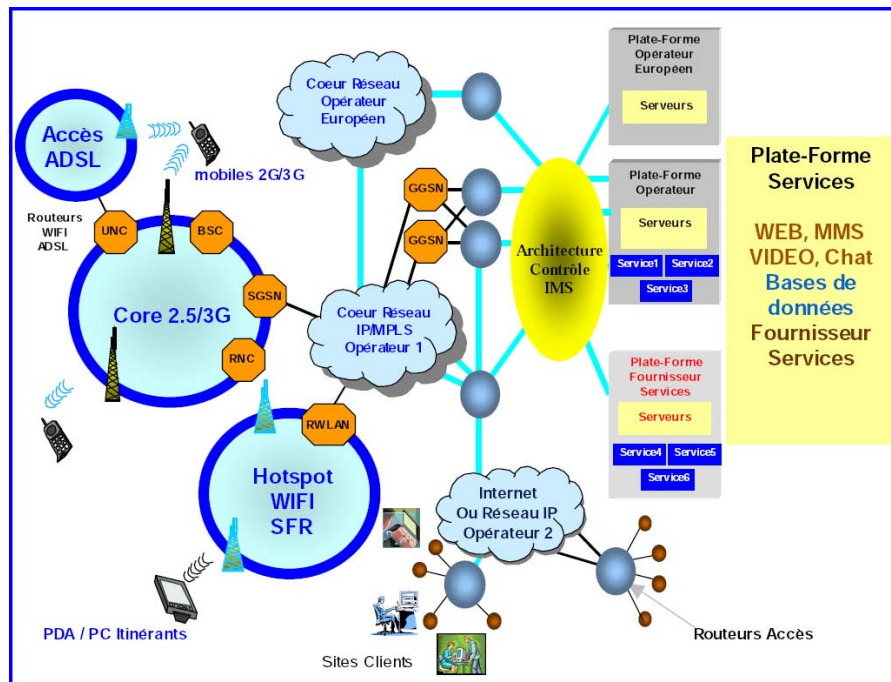 Coeur Réseau
Opérateur
Européen
Plate-Forme
Opérateur
Européen
Serveurs
Accès
ADSL
mobiles 2G/3G
Routeurs
WIFI
ADSL
UNC
BSC
GGSN
GGSN
Plate-Forme
Opérateur
Serveurs
Service1
Service2
Service3
Plate-Forme
Services
WEB, MMS
VIDEO, Chat
Bases de
données
Fournisseur
Services
Architecture
Contrôle
IMS
SGSN
Core 2.5/3G
RNC
Coeur Réseau
IP/MPLS
Opérateur 1
Plate-Forme
Fournisseur
Services
Serveurs
Service4
Service5
Service6
RWLAN
Hotspot
WIFI
SFR
Internet
Ou Réseau IP
Opérateur 2
PDA / PC Itinérants
Sites Clients
Routeurs Accès